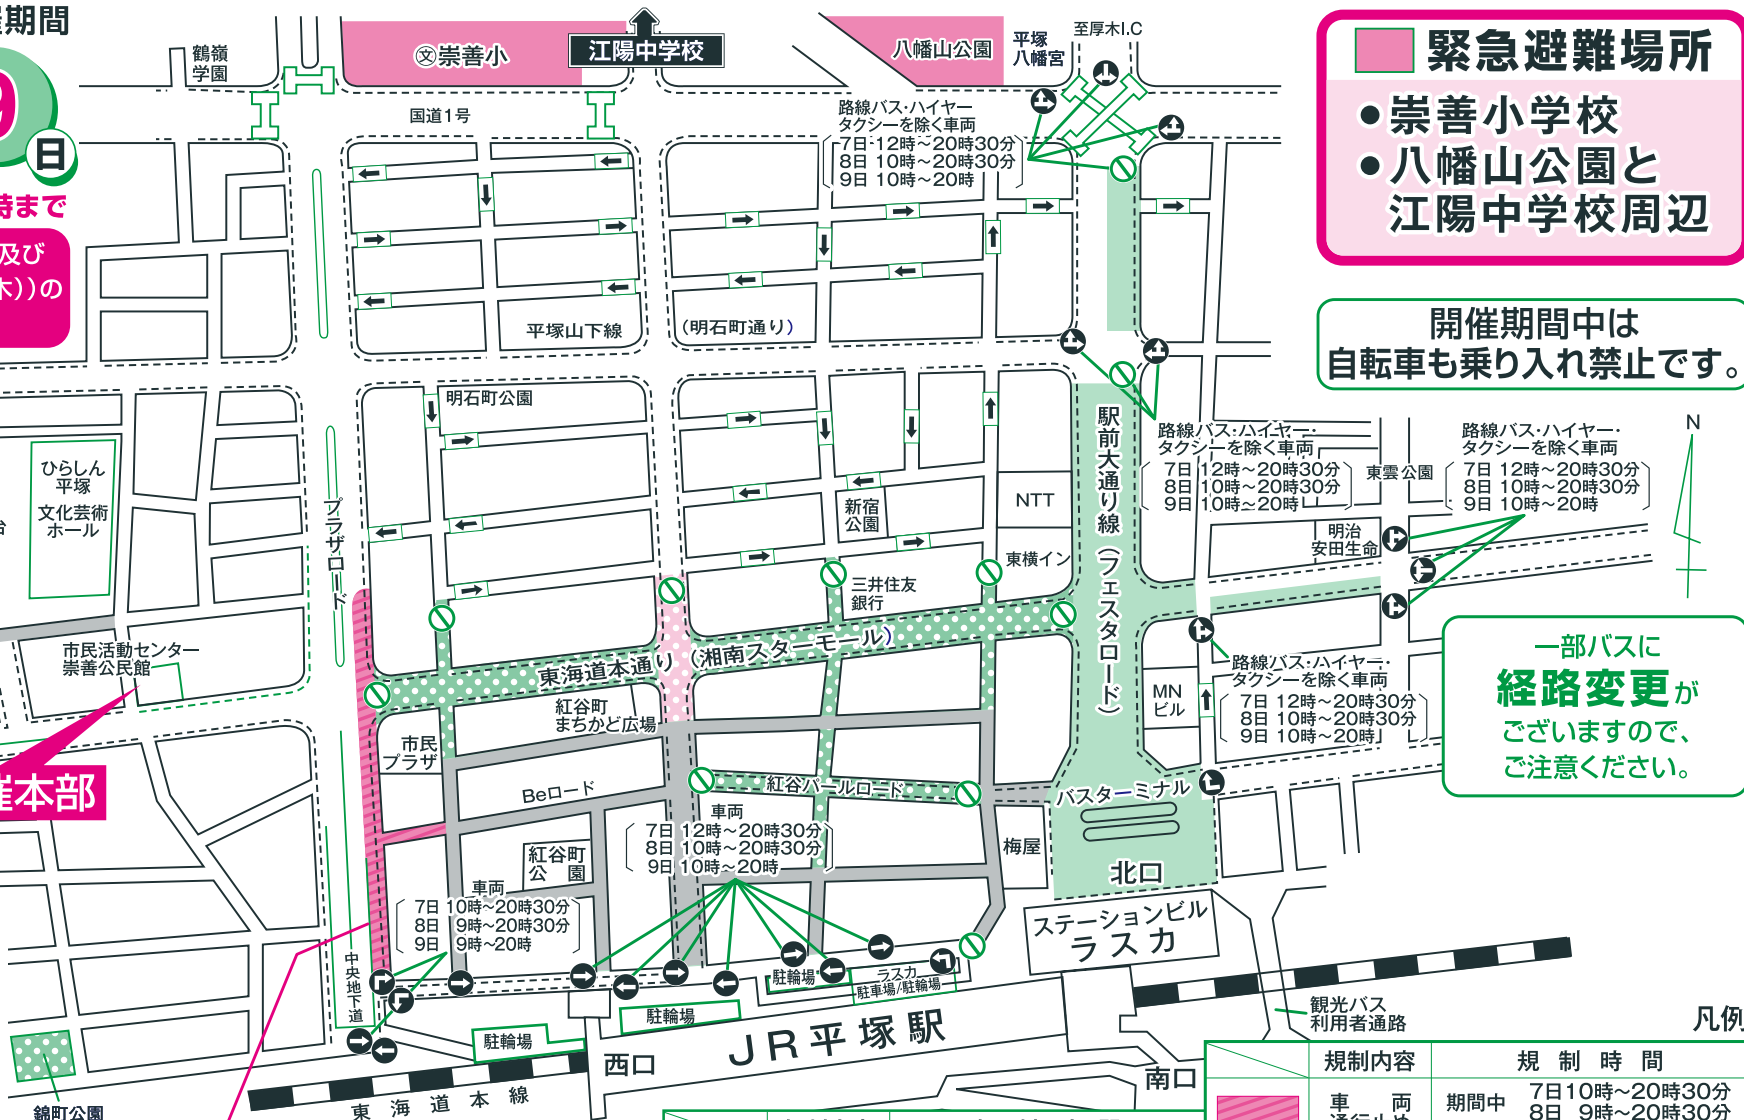 催期間
9
日
時まで
及び
木))の
鶴嶺
学園
㊛崇善小
江陽中学校
八幡山公園
平塚
八幡宮
至厚木I.C
国道1号
路線バス・ハイヤー
タクシーを除く車両
7日 12時〜20時30分
8日 10時〜20時30分
9日 10時〜20時
緊急避難場所
●崇善小学校
●八幡山公園と
江陽中学校周辺
開催期間中は
自転車も乗り入れ禁止です。
平塚山下線
(明石町通り)
明石町公園
ひらしん
平塚
文化芸術
ホール
プラザロード
新宿
公園
NTT
東横イン
駅前大通り線(フェスタロード)
路線バス・ハイヤー・
タクシーを除く車両
7日 12時〜20時30分
8日 10時〜20時30分
9日 10時〜20時
東雲公園
路線バス・ハイヤー・
タクシーを除く車両
7日 12時〜20時30分
8日 10時〜20時30分
9日 10時〜20時
N
明治
安田生命
三井住友
銀行
市民活動センター
崇善公民館
東海道本通り(湘南スターモール)
紅谷町
まちかど広場
市民
プラザ
MN
ビル
路線バス・ハイヤー・
タクシーを除く車両
7日 12時〜20時30分
8日 10時〜20時30分
9日 10時〜20時
一部バスに
経路変更が
ございますので、
ご注意ください。
催本部
Beロード
紅谷パールロード
バスターミナル
車両
7日 12時〜20時30分
8日 10時〜20時30分
9日 10時〜20時
紅谷町
公園
梅屋
北口
車両
7日 10時〜20時30分
8日 9時〜20時30分
9日 9時〜20時
ステーションビル
ラスカ
中央地下道
駐輪場
ラスカ
駐車場/駐輪場
駐輪場
駐輪場
JR平塚駅
観光バス
利用者通路
凡例
西口
南口
東海道本線
錦町公園
規制内容
規制時間
車両
期間中
7日10時〜20時30分
8日 9時〜20時30分